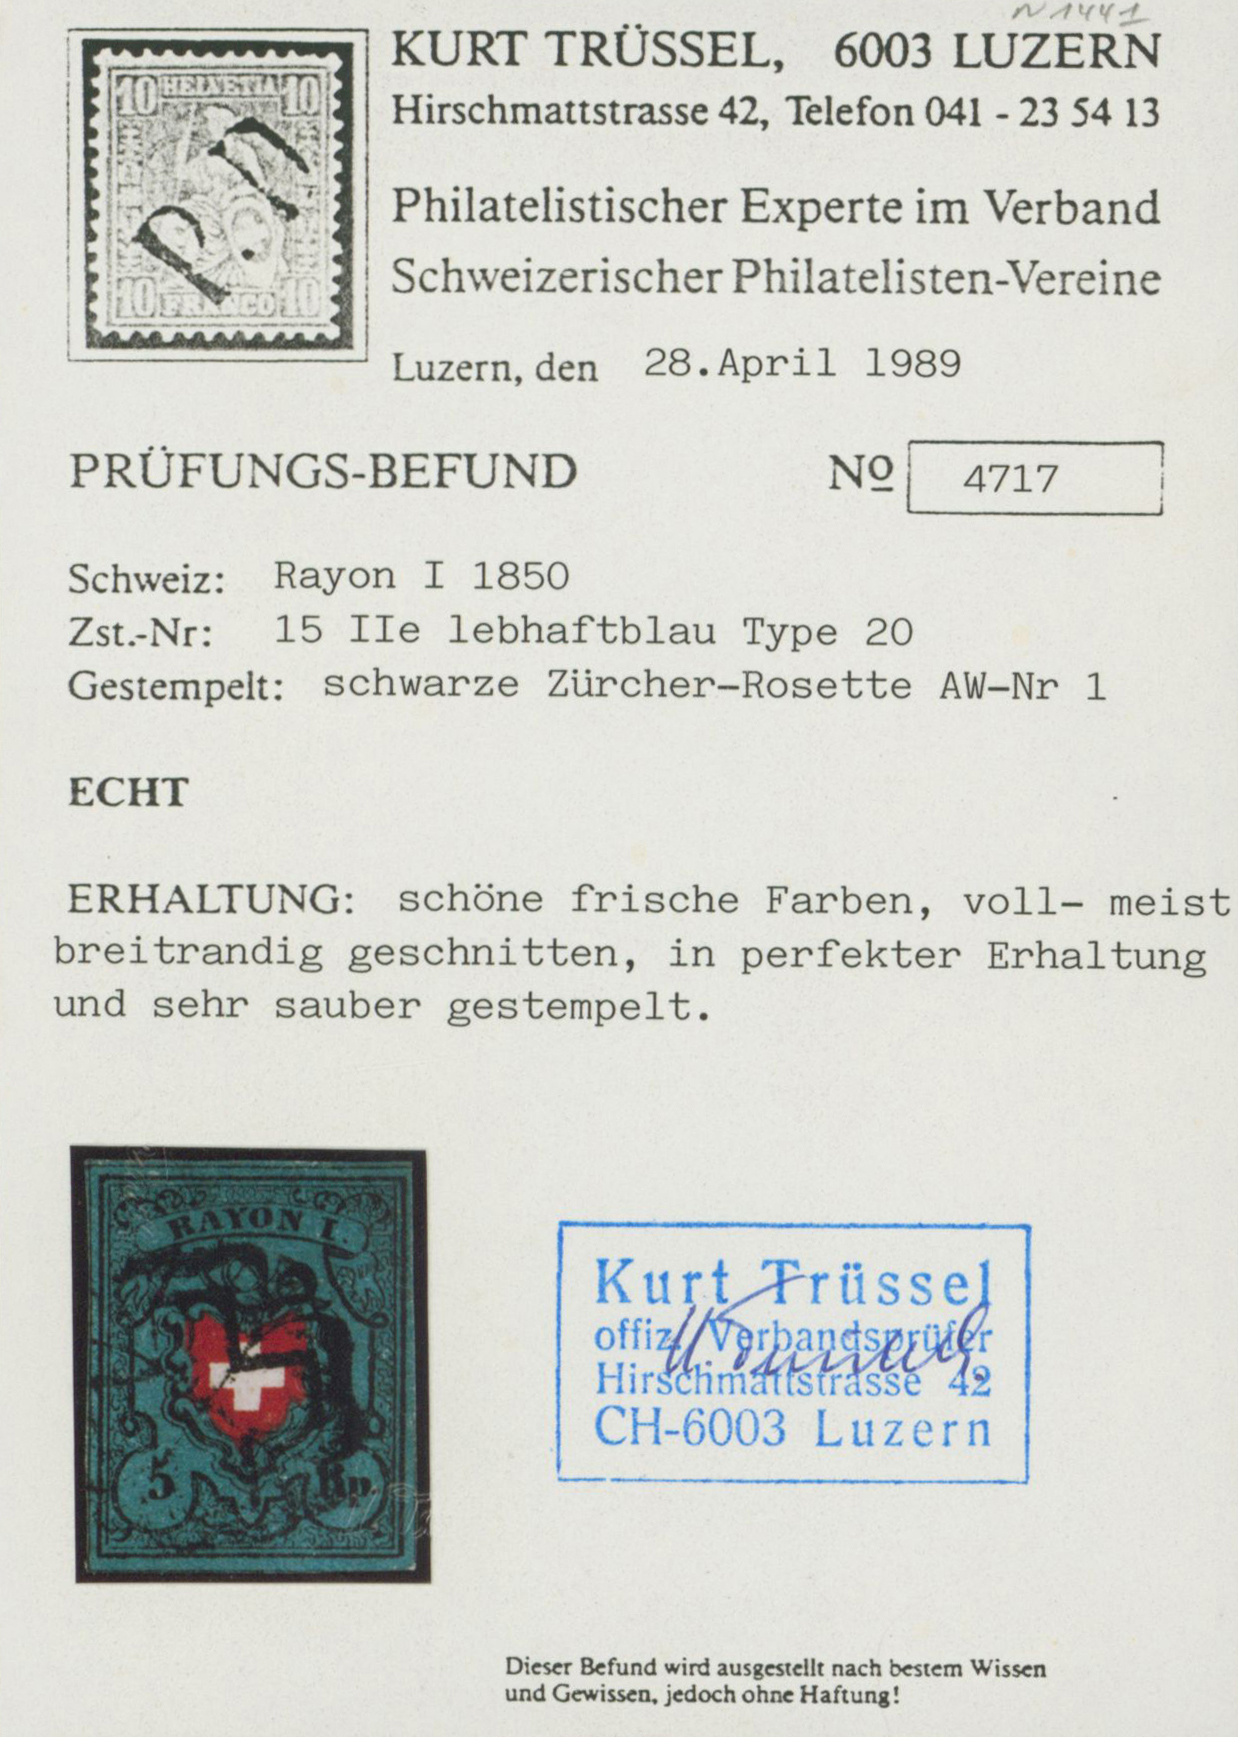 N 1441
10 HELVETIA 10
P.P.
10 FRANCO 10
KURT TRÜSSEL, 6003 LUZERN
Hirschmattstrasse 42, Telefon 041 - 23 54 13
Philatelistischer Experte im Verband
Schweizerischer Philatelisten-Vereine
Luzern, den 28.April 1989
PRÜFUNGS-BEFUND No 4717
Schweiz: Rayon I 1850
Zst.-Nr: 15 IIe lebhaftblau Type 20
Gestempelt: schwarze Zürcher-Rosette AW-Nr 1
ECHT
ERHALTUNG: schöne frische Farben, voll- meist
breitrandig geschnitten, in perfekter Erhaltung
und sehr sauber gestempelt.
RAYON I.
5 Rp.
Kurt Trüssel
offiz. Verbandsprüfer
Hirschmattstrasse 42
CH-6003 Luzern
Dieser Befund wird ausgestellt nach bestem Wissen
und Gewissen, jedoch ohne Haftung!